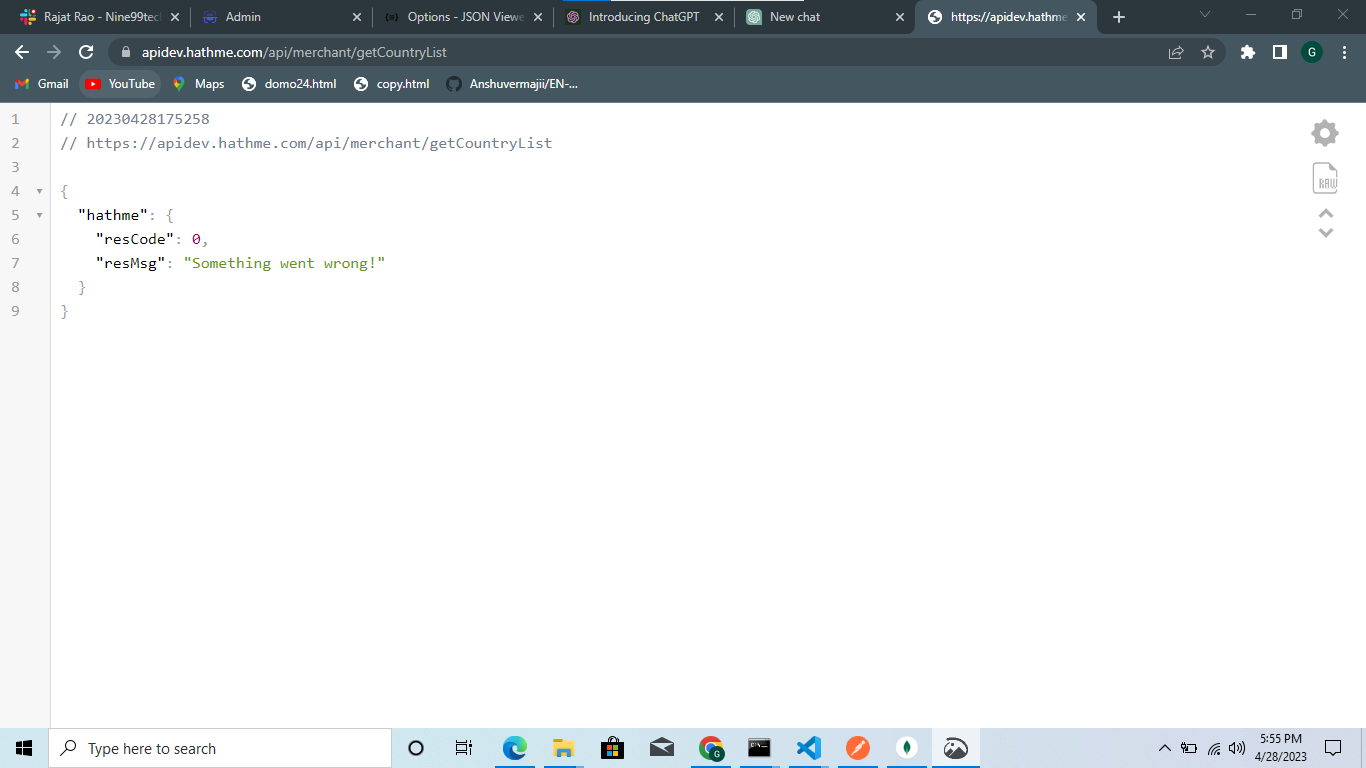 Rajat Rao - Nine99tec
Admin
Options - JSON Viewe
Introducing ChatGPT
New chat
https://apidev.hathme
apidev.hathme.com/api/merchant/getCountryList
G
Gmail
YouTube
Maps
domo24.html
copy.html
Anshuvermajii/EN-...
1 // 20230428175258
2 // https://apidev.hathme.com/api/merchant/getCountryList
3
4 {
5 "hathme": {
6 "resCode": 0,
7 "resMsg": "Something went wrong!"
8 }
9 }
RAW
Type here to search
G
5:55 PM
4/28/2023